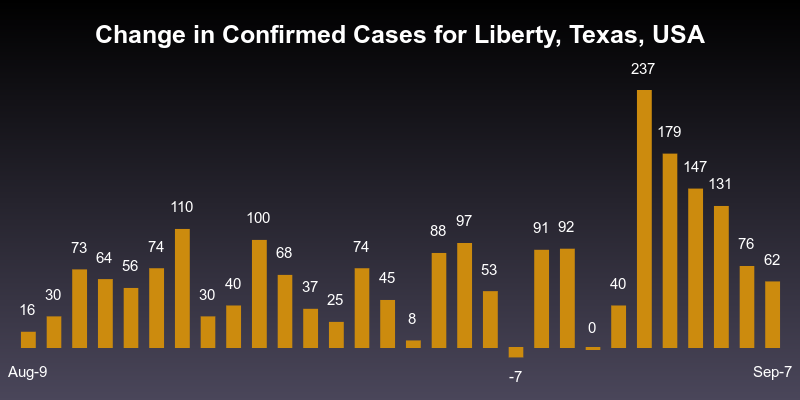 Change in Confirmed Cases for Liberty, Texas, USA
16 30 73 64 56 74 110 30 40 100 68 37 25 74 45 8 88 97 53 -7 91 92 0 40 237 179 147 131 76 62
Aug-9 Sep-7